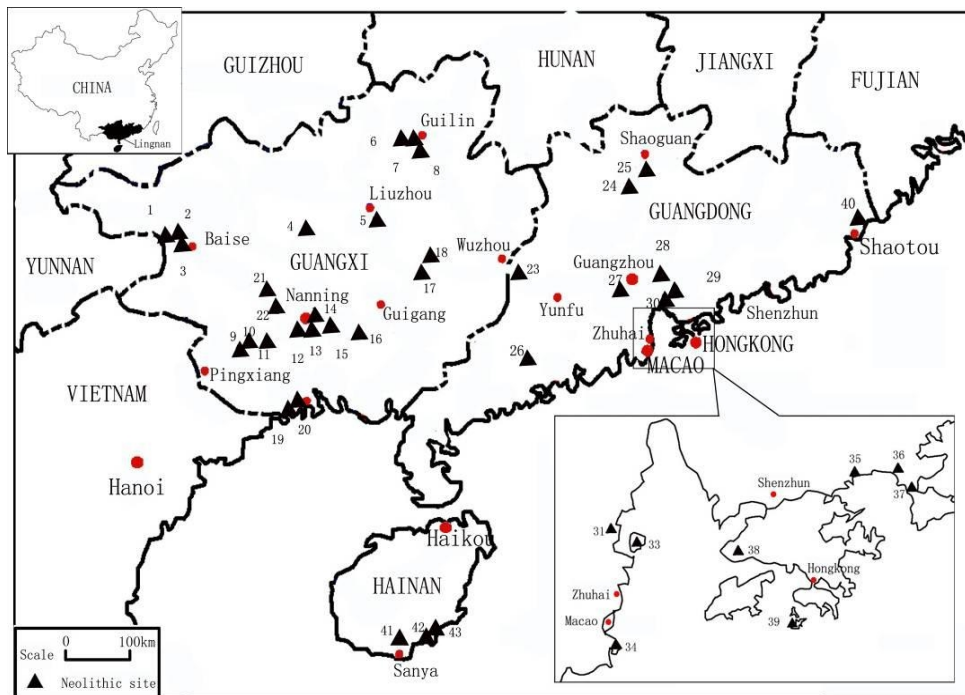 CHINA
Lingnan
GUIZHOU
HUNAN
JIANGXI
FUJIAN
6
Guilin
7
8
Shaoguan
25
24
Liuzhou
5
GUANGDONG
40
Shaotou
1
2
3
Baise
4
GUANGXI
18
17
Wuzhou
23
28
Guangzhou
27
29
30
YUNNAN
21
22
Nanning
14
Guigang
Yunfu
Shenzhun
9
10
11
12
13
15
16
26
Zhuhai
HONGKONG
MACAO
Pingxiang
VIETNAM
19
20
Hanoi
Haikou
HAINAN
41
42
43
Sanya
35
36
37
Shenzhun
31
33
38
Hongkong
Zhuhai
Macao
39
34
0 100km
Scale
Neolithic site